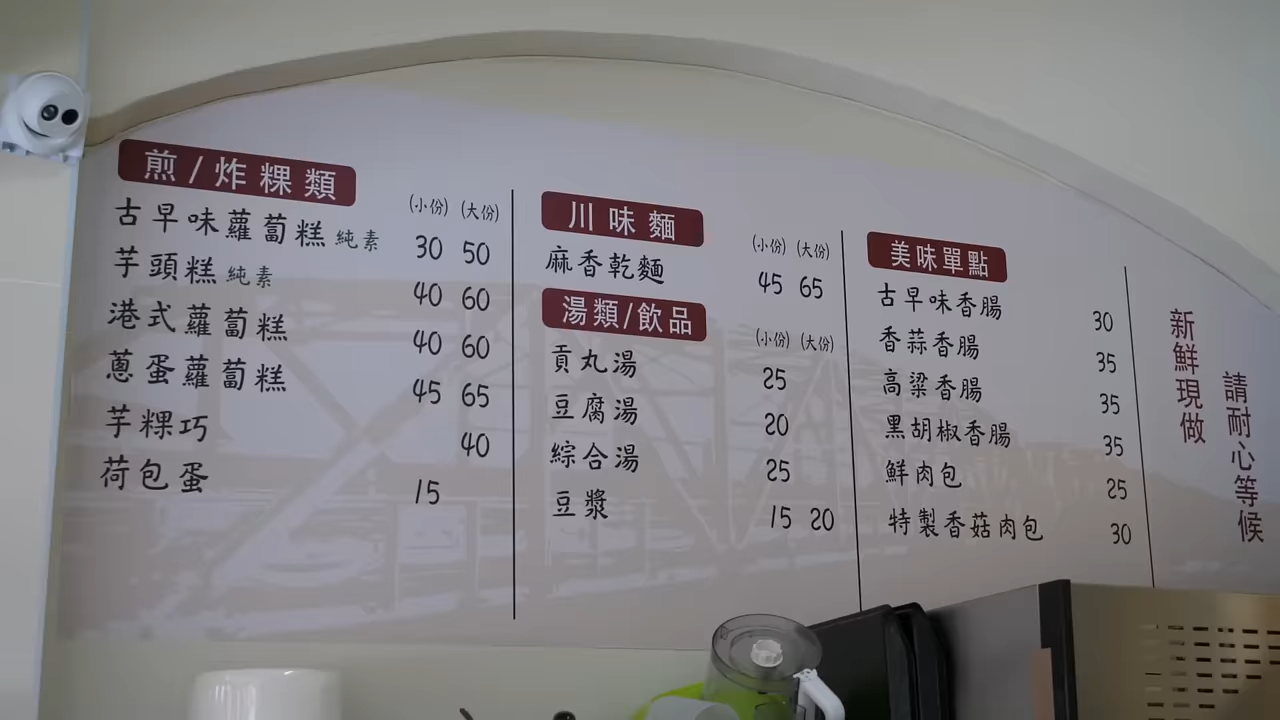 煎/炸粿類
(小份) (大份)
古早味蘿蔔糕 純素 30 50
芋頭糕 純素 40 60
港式蘿蔔糕 40 60
蔥蛋蘿蔔糕 45 65
芋粿巧 40
荷包蛋 15
川味麵
(小份) (大份)
麻香乾麵 45 65
湯類/飲品
(小份) (大份)
貢丸湯 25
豆腐湯 20
綜合湯 25
豆漿 15 20
美味單點
古早味香腸 30
香蒜香腸 35
高粱香腸 35
黑胡椒香腸 35
鮮肉包 25
特製香菇肉包 30
新鮮現做
請耐心等候